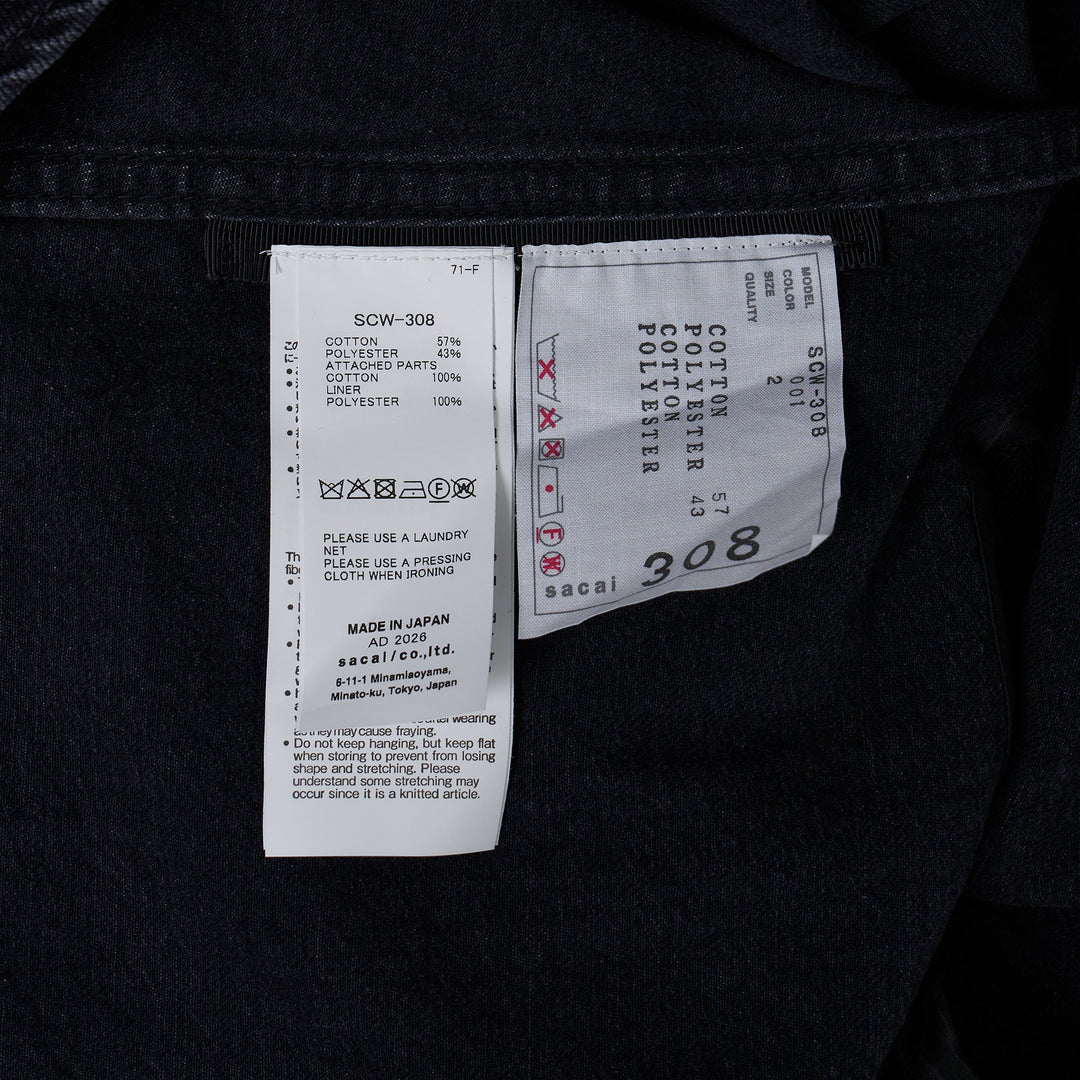 71-F
SCW-308
COTTON 57%
POLYESTER 43%
ATTACHED PARTS
COTTON 100%
LINER
POLYESTER 100%
PLEASE USE A LAUNDRY
NET
PLEASE USE A PRESSING
CLOTH WHEN IRONING
MADE IN JAPAN
AD 2026
sacai/co.,ltd.
6-11-1 Minamiaoyama,
Minato-ku, Tokyo, Japan
wearing
as they may cause fraying.
• Do not keep hanging, but keep flat
when storing to prevent from losing
shape and stretching. Please
understand some stretching may
occur since it is a knitted article.
MODEL SCW-308
COLOR 001
SIZE 2
QUALITY
COTTON 57
POLYESTER 43
COTTON
POLYESTER
sacai 308